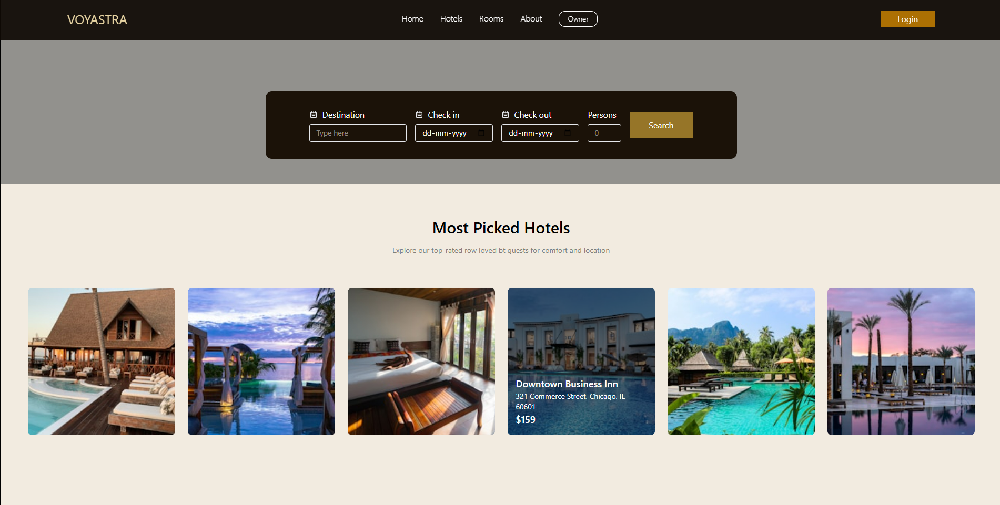 VOYASTRA
Home
Hotels
Rooms
About
Owner
Login
Destination
Check in
Check out
Persons
Type here
dd-mm-yyyy
dd-mm-yyyy
0
Search
Most Picked Hotels
Explore our top-rated row loved bt guests for comfort and location
Downtown Business Inn
321 Commerce Street, Chicago, IL
60601
$159